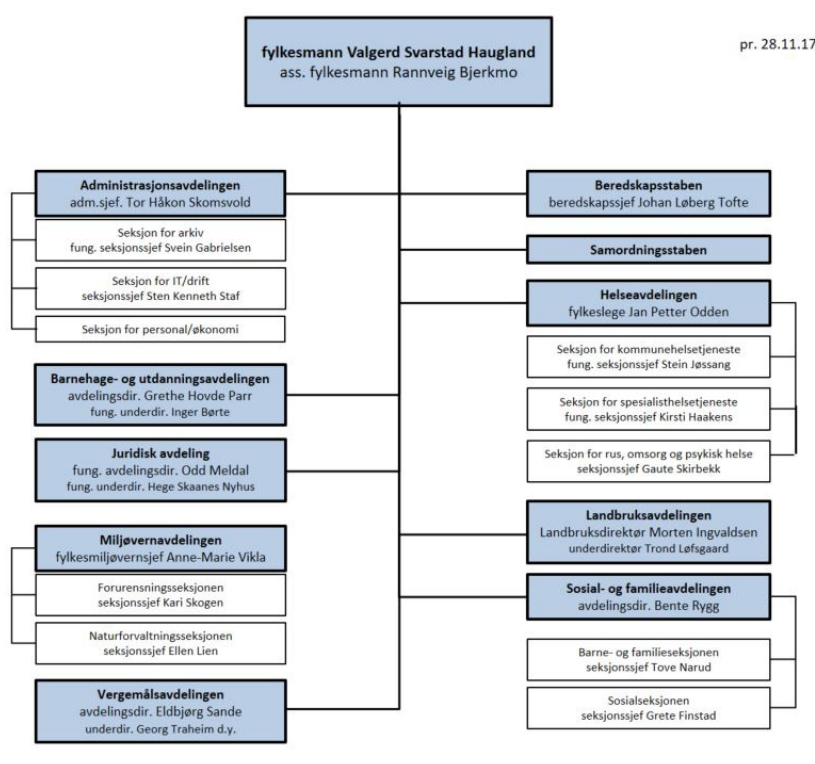 fylkesmann Valgerd Svarstad Haugland
ass. fylkesmann Rannveig Bjerkmo
pr. 28.11.17
Administrasjonsavdelingen
adm.sjef. Tor Håkon Skomsvold
Seksjon for arkiv
fung. seksjonssjef Svein Gabrielsen
Seksjon for IT/drift
seksjonssjef Sten Kenneth Staf
Seksjon for personal/økonomi
Barnehage- og utdanningsavdelingen
avdelingsdir. Grethe Hovde Parr
fung. underdir. Inger Børte
Juridisk avdeling
fung. avdelingsdir. Odd Meldal
fung. underdir. Hege Skaanes Nyhus
Miljøvernavdelingen
fylkesmiljøvernsjef Anne-Marie Vikla
Forurensningsseksjonen
seksjonssjef Kari Skogen
Naturforvaltningsseksjonen
seksjonssjef Ellen Lien
Vergemålsavdelingen
avdelingsdir. Eldbjørg Sande
underdir. Georg Traheim d.y.
Beredskapsstaben
beredskapssjef Johan Løberg Tofte
Samordningsstaben
Helseavdelingen
fylkeslege Jan Petter Odden
Seksjon for kommunehelsetjeneste
fung. seksjonssjef Stein Jøssang
Seksjon for spesialisthelsetjeneste
fung. seksjonssjef Kirsti Haakens
Seksjon for rus, omsorg og psykisk helse
seksjonssjef Gaute Skirbekk
Landbruksavdelingen
Landbruksdirektør Morten Ingvaldsen
underdirektør Trond Løfsgaard
Sosial- og familieavdelingen
avdelingsdir. Bente Rygg
Barne- og familieseksjonen
seksjonssjef Tove Narud
Sosialseksjonen
seksjonssjef Grete Finstad